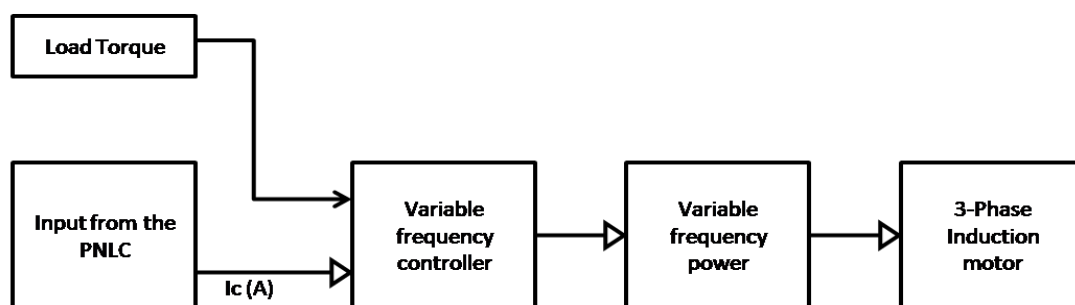 Load Torque
Input from the
PNLC
Ic (A)
Variable
frequency
controller
Variable
frequency
power
3-Phase
Induction
motor